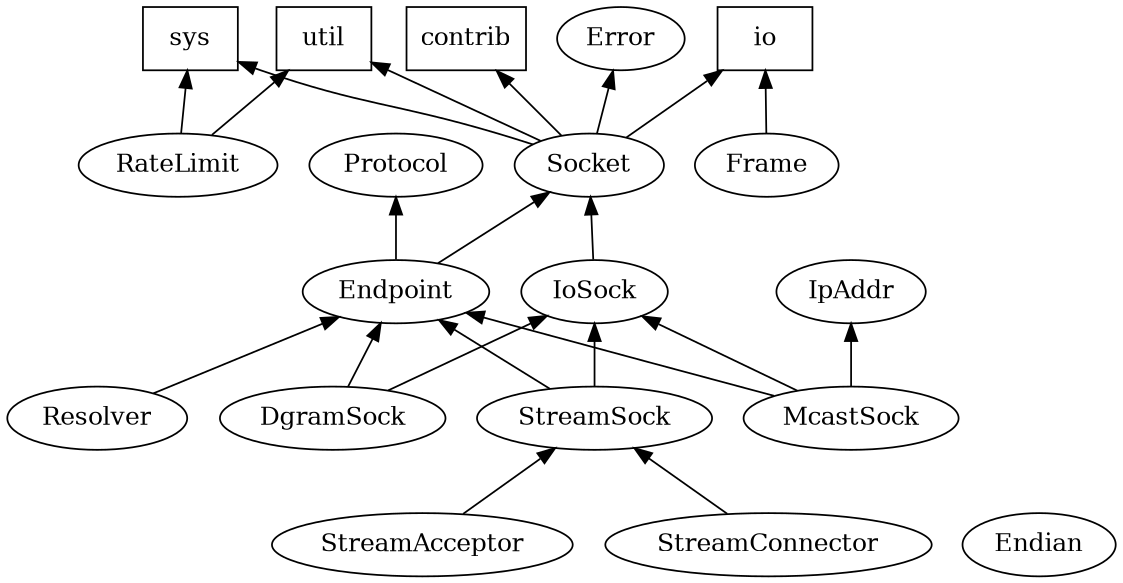 sys util contrib Error io
RateLimit Protocol Socket Frame
Endpoint IoSock IpAddr
Resolver DgramSock StreamSock McastSock
StreamAcceptor StreamConnector Endian